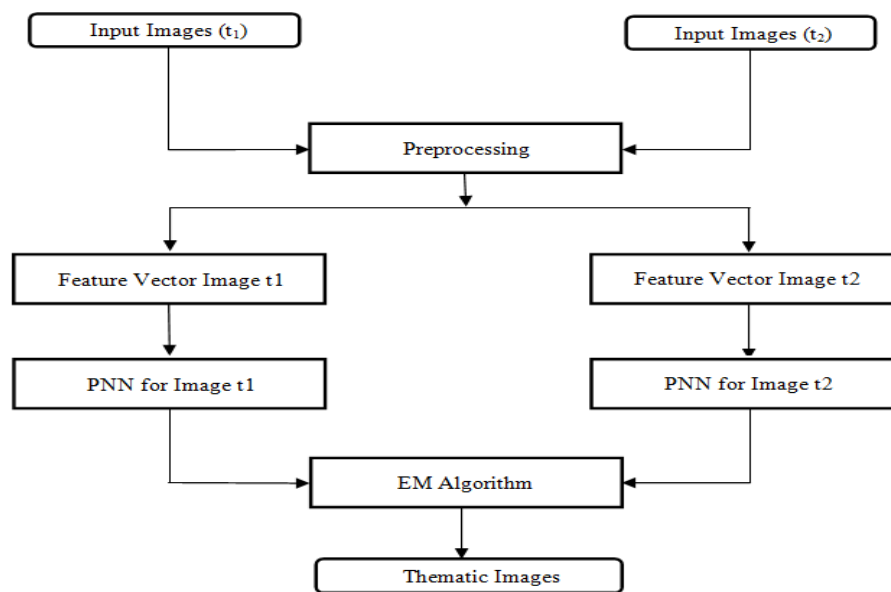 Input Images (t₁)
Input Images (t₂)
Preprocessing
Feature Vector Image t1
Feature Vector Image t2
PNN for Image t1
PNN for Image t2
EM Algorithm
Thematic Images